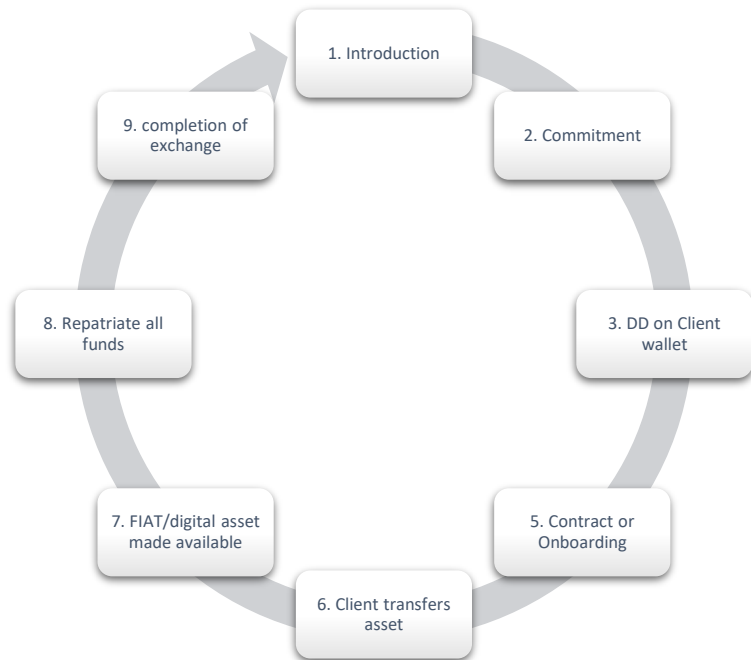 1. Introduction
2. Commitment
3. DD on Client
wallet
5. Contract or
Onboarding
6. Client transfers
asset
7. FIAT/digital asset
made available
8. Repatriate all
funds
9. completion of
exchange